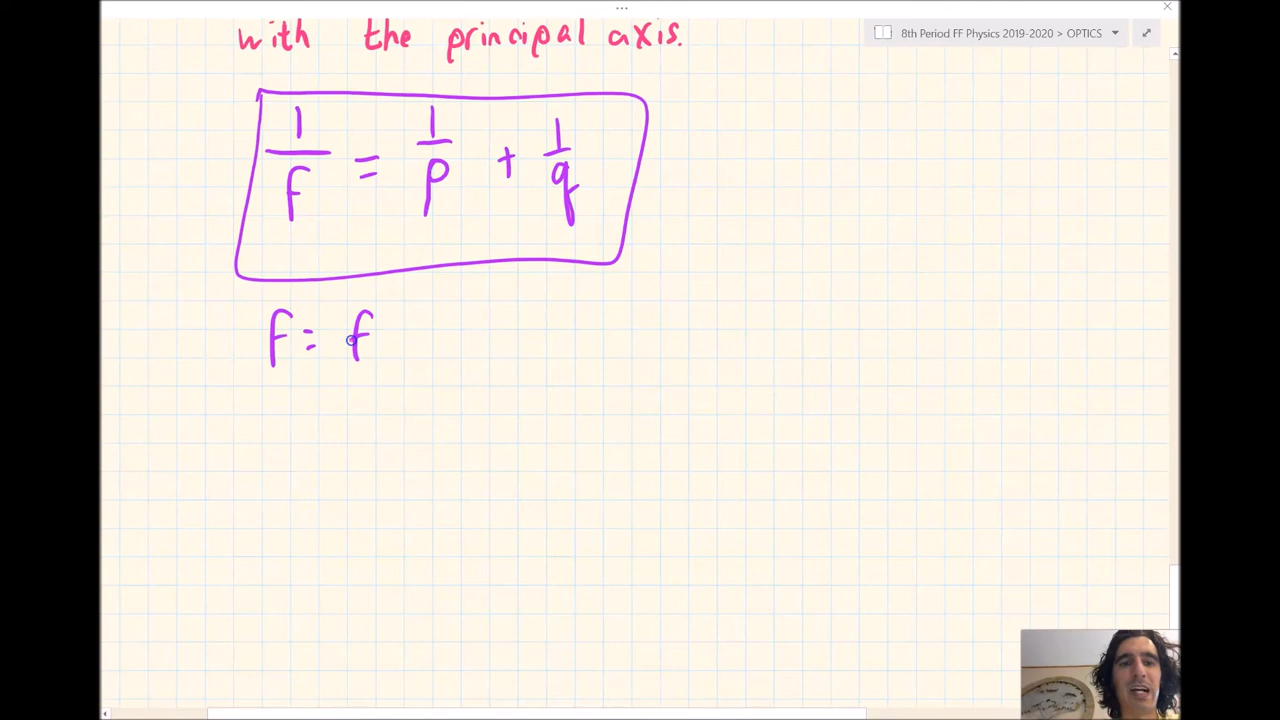 with the principal axis.
8th Period FF Physics 2019-2020 > OPTICS
1/f = 1/p + 1/q
f = f